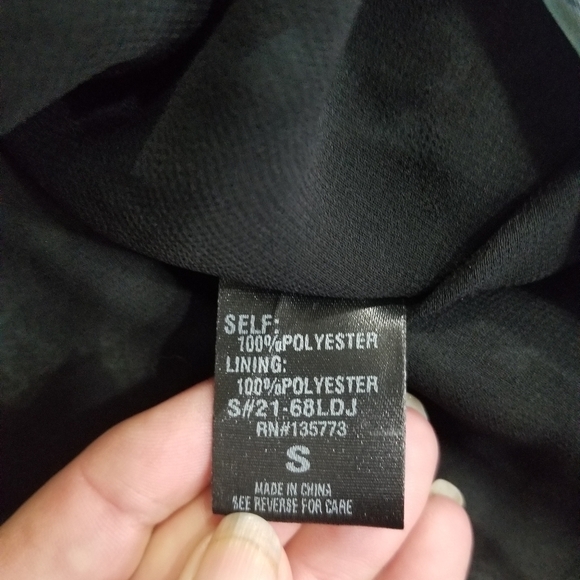 SELF:
100%POLYESTER
LINING:
100%POLYESTER
S#21-68LDJ
RN#135773
S
MADE IN CHINA
SEE REVERSE FOR CARE